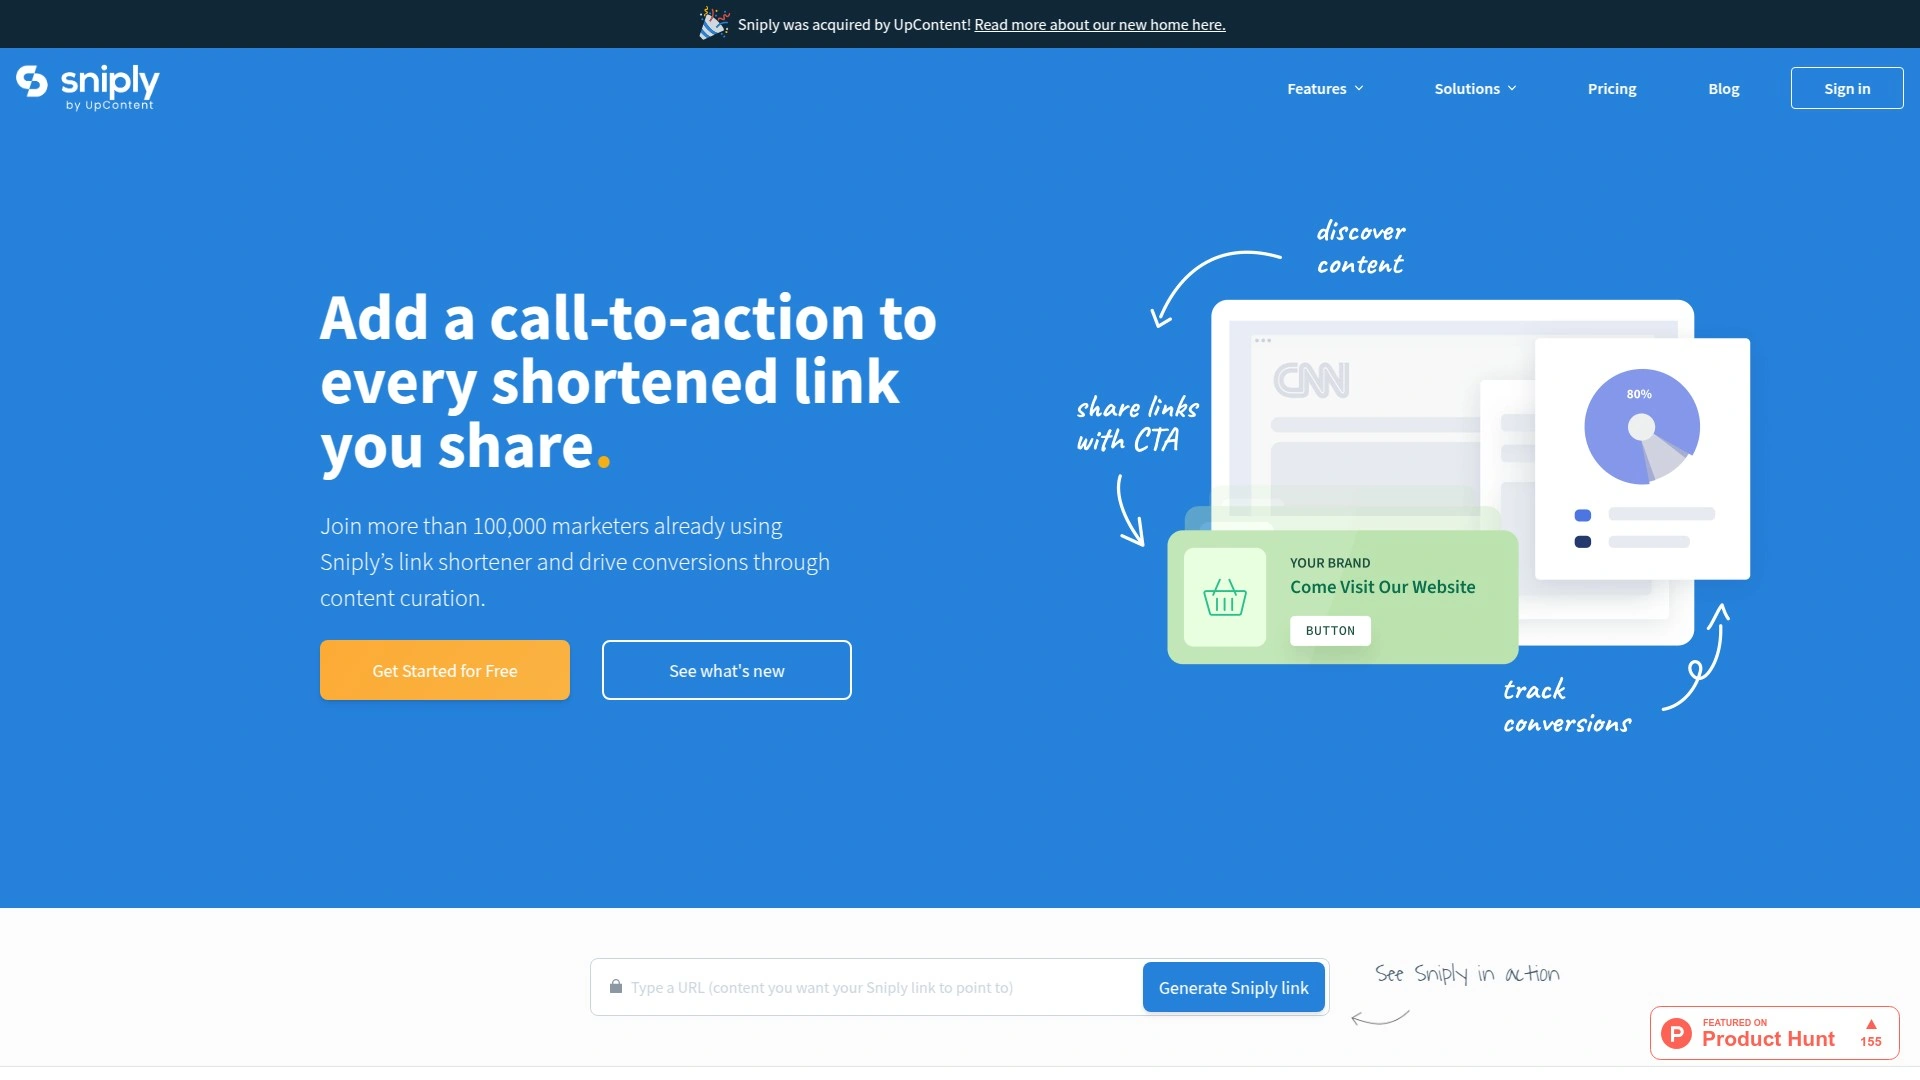 Sniply was acquired by UpContent! Read more about our new home here.
sniply
by UpContent
Features
Solutions
Pricing
Blog
Sign in
Add a call-to-action to
every shortened link
you share.
Join more than 100,000 marketers already using
Sniply’s link shortener and drive conversions through
content curation.
Get Started for Free
See what's new
discover
content
CNN
80%
share links
with CTA
YOUR BRAND
Come Visit Our Website
BUTTON
track
conversions
Type a URL (content you want your Sniply link to point to)
Generate Sniply link
See Sniply in action
FEATURED ON
Product Hunt
155